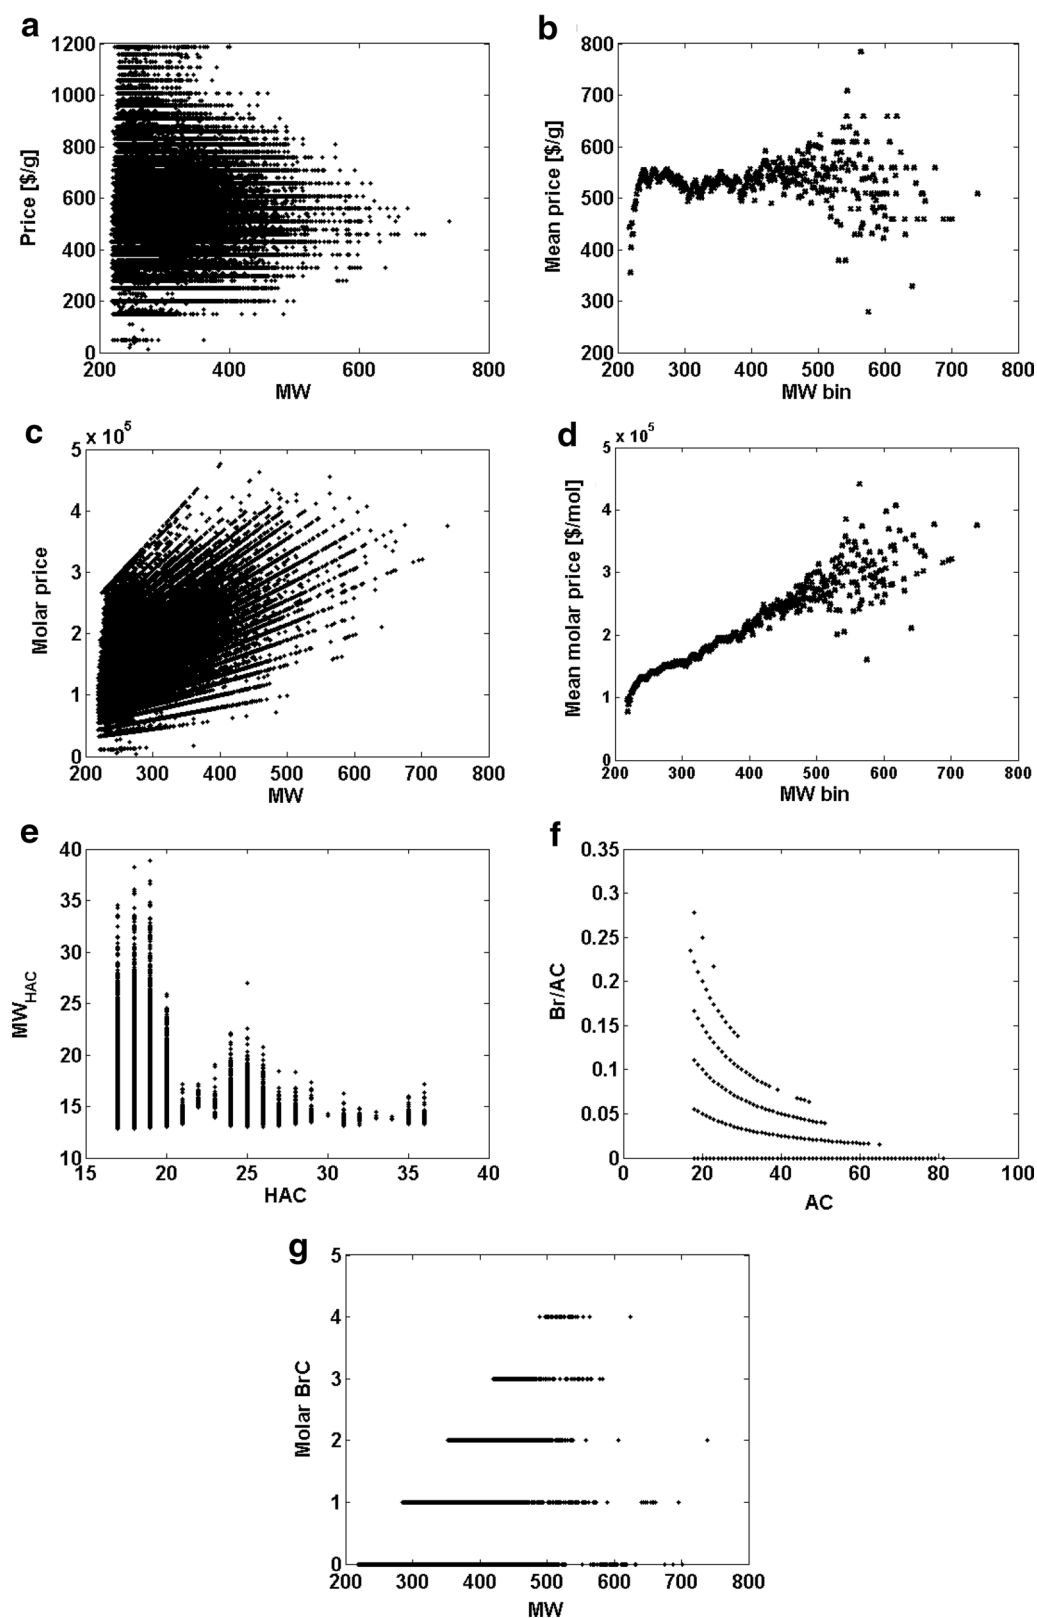 a
1200
1000
800
600
400
200
0
200 400 600 800
Price [$/g]
MW
b
800
700
600
500
400
300
200
200 300 400 500 600 700 800
Mean price [$/g]
MW bin
c
x 10^5
5
4
3
2
1
0
200 300 400 500 600 700 800
Molar price
MW
d
x 10^5
5
4
3
2
1
0
200 300 400 500 600 700 800
Mean molar price [$/mol]
MW bin
e
40
35
30
25
20
15
10
15 20 25 30 35 40
MW_HAC
HAC
f
0.35
0.3
0.25
0.2
0.15
0.1
0.05
0
0 20 40 60 80 100
Br/AC
AC
g
5
4
3
2
1
0
200 300 400 500 600 700 800
Molar BrC
MW